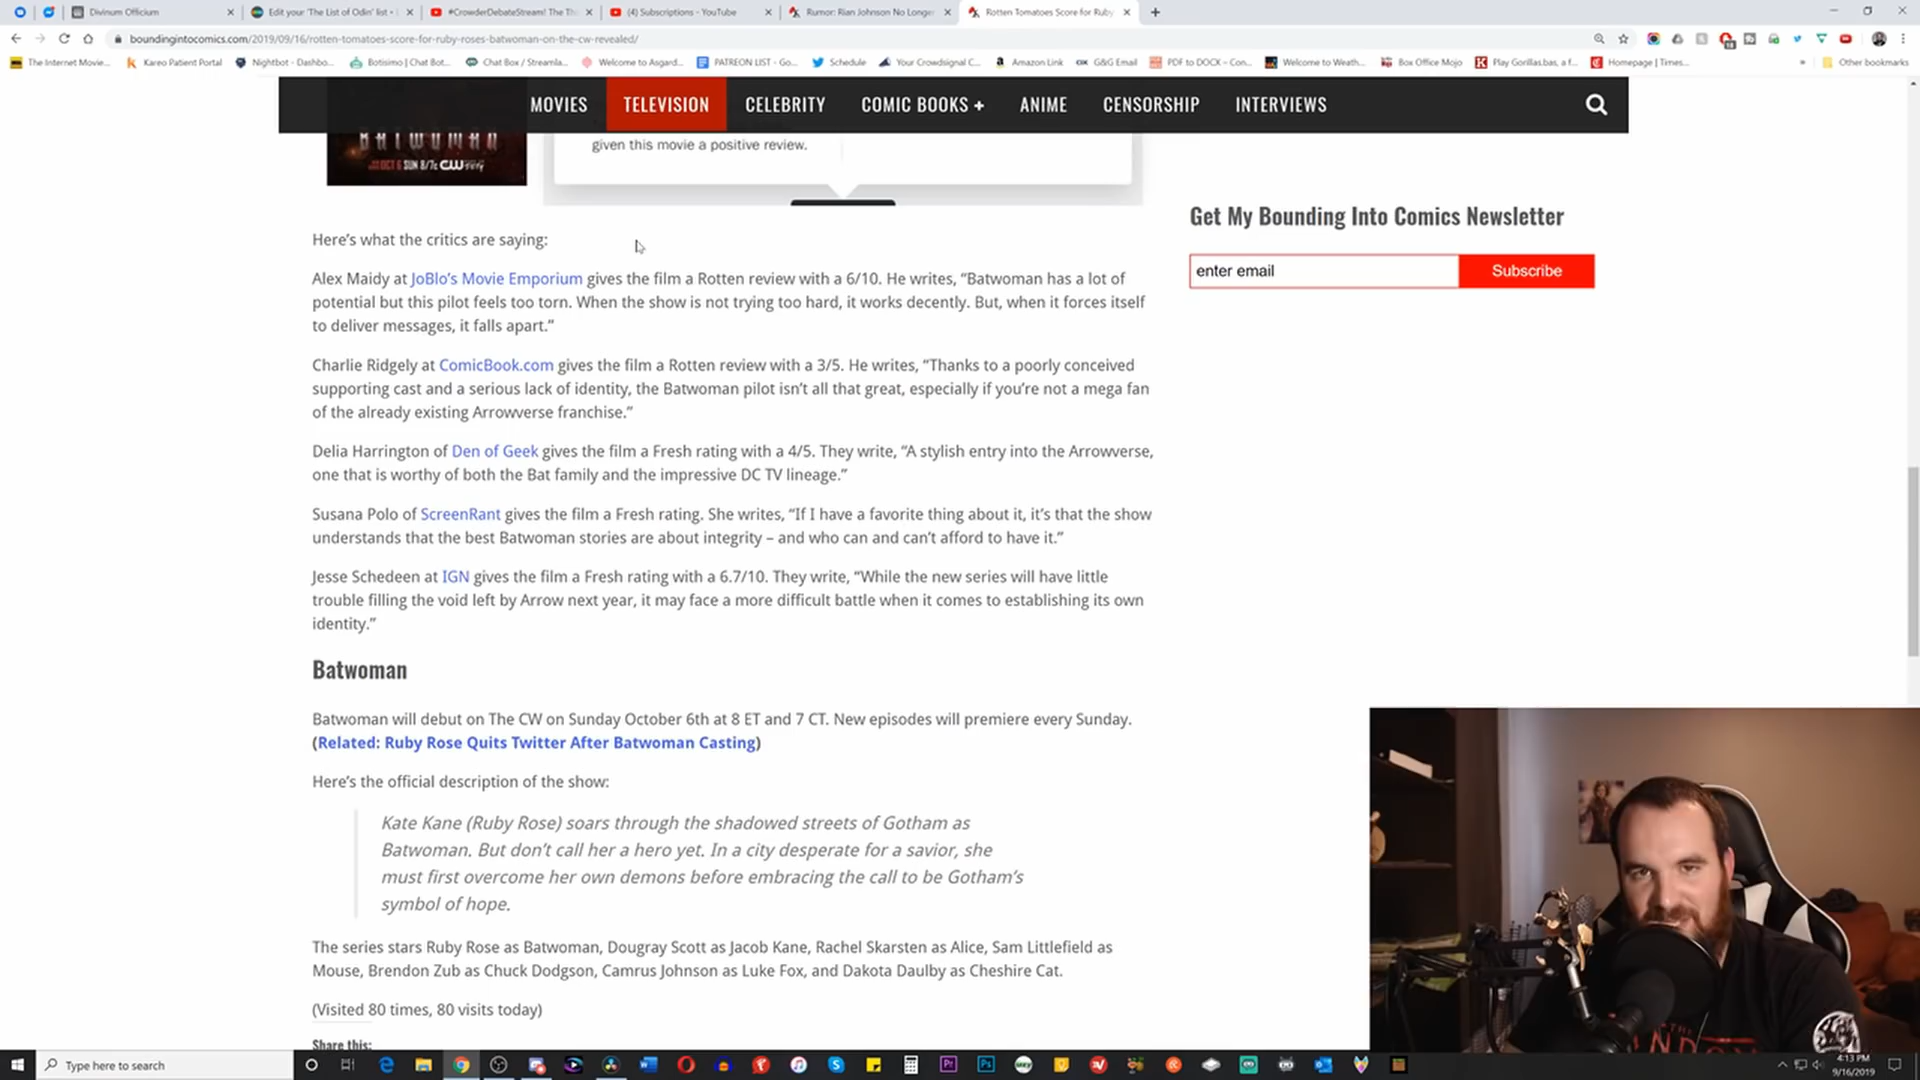 Divinum Officium
Edit your 'The List of Odin' list -
#CrowderDebateStream! The Th
(4) Subscriptions - YouTube
Rumor: Rian Johnson No Longer
Rotten Tomatoes Score for Ruby
boundingintocomics.com/2019/09/16/rotten-tomatoes-score-for-ruby-roses-batwoman-on-the-cw-revealed/
The Internet Movie...
Kareo Patient Portal
Nightbot - Dashbo...
Botisimo | Chat Bot...
Chat Box / Streamla...
Welcome to Asgard...
PATREON LIST - Go...
Schedule
Your Crowdsignal C...
Amazon Link
G&G Email
PDF to DOCX – Con...
Welcome to Weath...
Box Office Mojo
Play Gorillas.bas, a f...
Homepage | Times...
Other bookmarks
MOVIES
TELEVISION
CELEBRITY
COMIC BOOKS +
ANIME
CENSORSHIP
INTERVIEWS
BATWOMAN
OCT 6 SUN 8/7c CW
given this movie a positive review.
Get My Bounding Into Comics Newsletter
enter email
Subscribe
Here's what the critics are saying:
Alex Maidy at JoBlo's Movie Emporium gives the film a Rotten review with a 6/10. He writes, “Batwoman has a lot of
potential but this pilot feels too torn. When the show is not trying too hard, it works decently. But, when it forces itself
to deliver messages, it falls apart.”
Charlie Ridgely at ComicBook.com gives the film a Rotten review with a 3/5. He writes, “Thanks to a poorly conceived
supporting cast and a serious lack of identity, the Batwoman pilot isn't all that great, especially if you're not a mega fan
of the already existing Arrowverse franchise.”
Delia Harrington of Den of Geek gives the film a Fresh rating with a 4/5. They write, “A stylish entry into the Arrowverse,
one that is worthy of both the Bat family and the impressive DC TV lineage.”
Susana Polo of ScreenRant gives the film a Fresh rating. She writes, “If I have a favorite thing about it, it's that the show
understands that the best Batwoman stories are about integrity – and who can and can't afford to have it.”
Jesse Schedeen at IGN gives the film a Fresh rating with a 6.7/10. They write, “While the new series will have little
trouble filling the void left by Arrow next year, it may face a more difficult battle when it comes to establishing its own
identity.”
Batwoman
Batwoman will debut on The CW on Sunday October 6th at 8 ET and 7 CT. New episodes will premiere every Sunday.
(Related: Ruby Rose Quits Twitter After Batwoman Casting)
Here's the official description of the show:
Kate Kane (Ruby Rose) soars through the shadowed streets of Gotham as
Batwoman. But don't call her a hero yet. In a city desperate for a savior, she
must first overcome her own demons before embracing the call to be Gotham's
symbol of hope.
The series stars Ruby Rose as Batwoman, Dougray Scott as Jacob Kane, Rachel Skarsten as Alice, Sam Littlefield as
Mouse, Brendon Zub as Chuck Dodgson, Camrus Johnson as Luke Fox, and Dakota Daulby as Cheshire Cat.
(Visited 80 times, 80 visits today)
Share this:
Type here to search
4:13 PM
9/16/2019